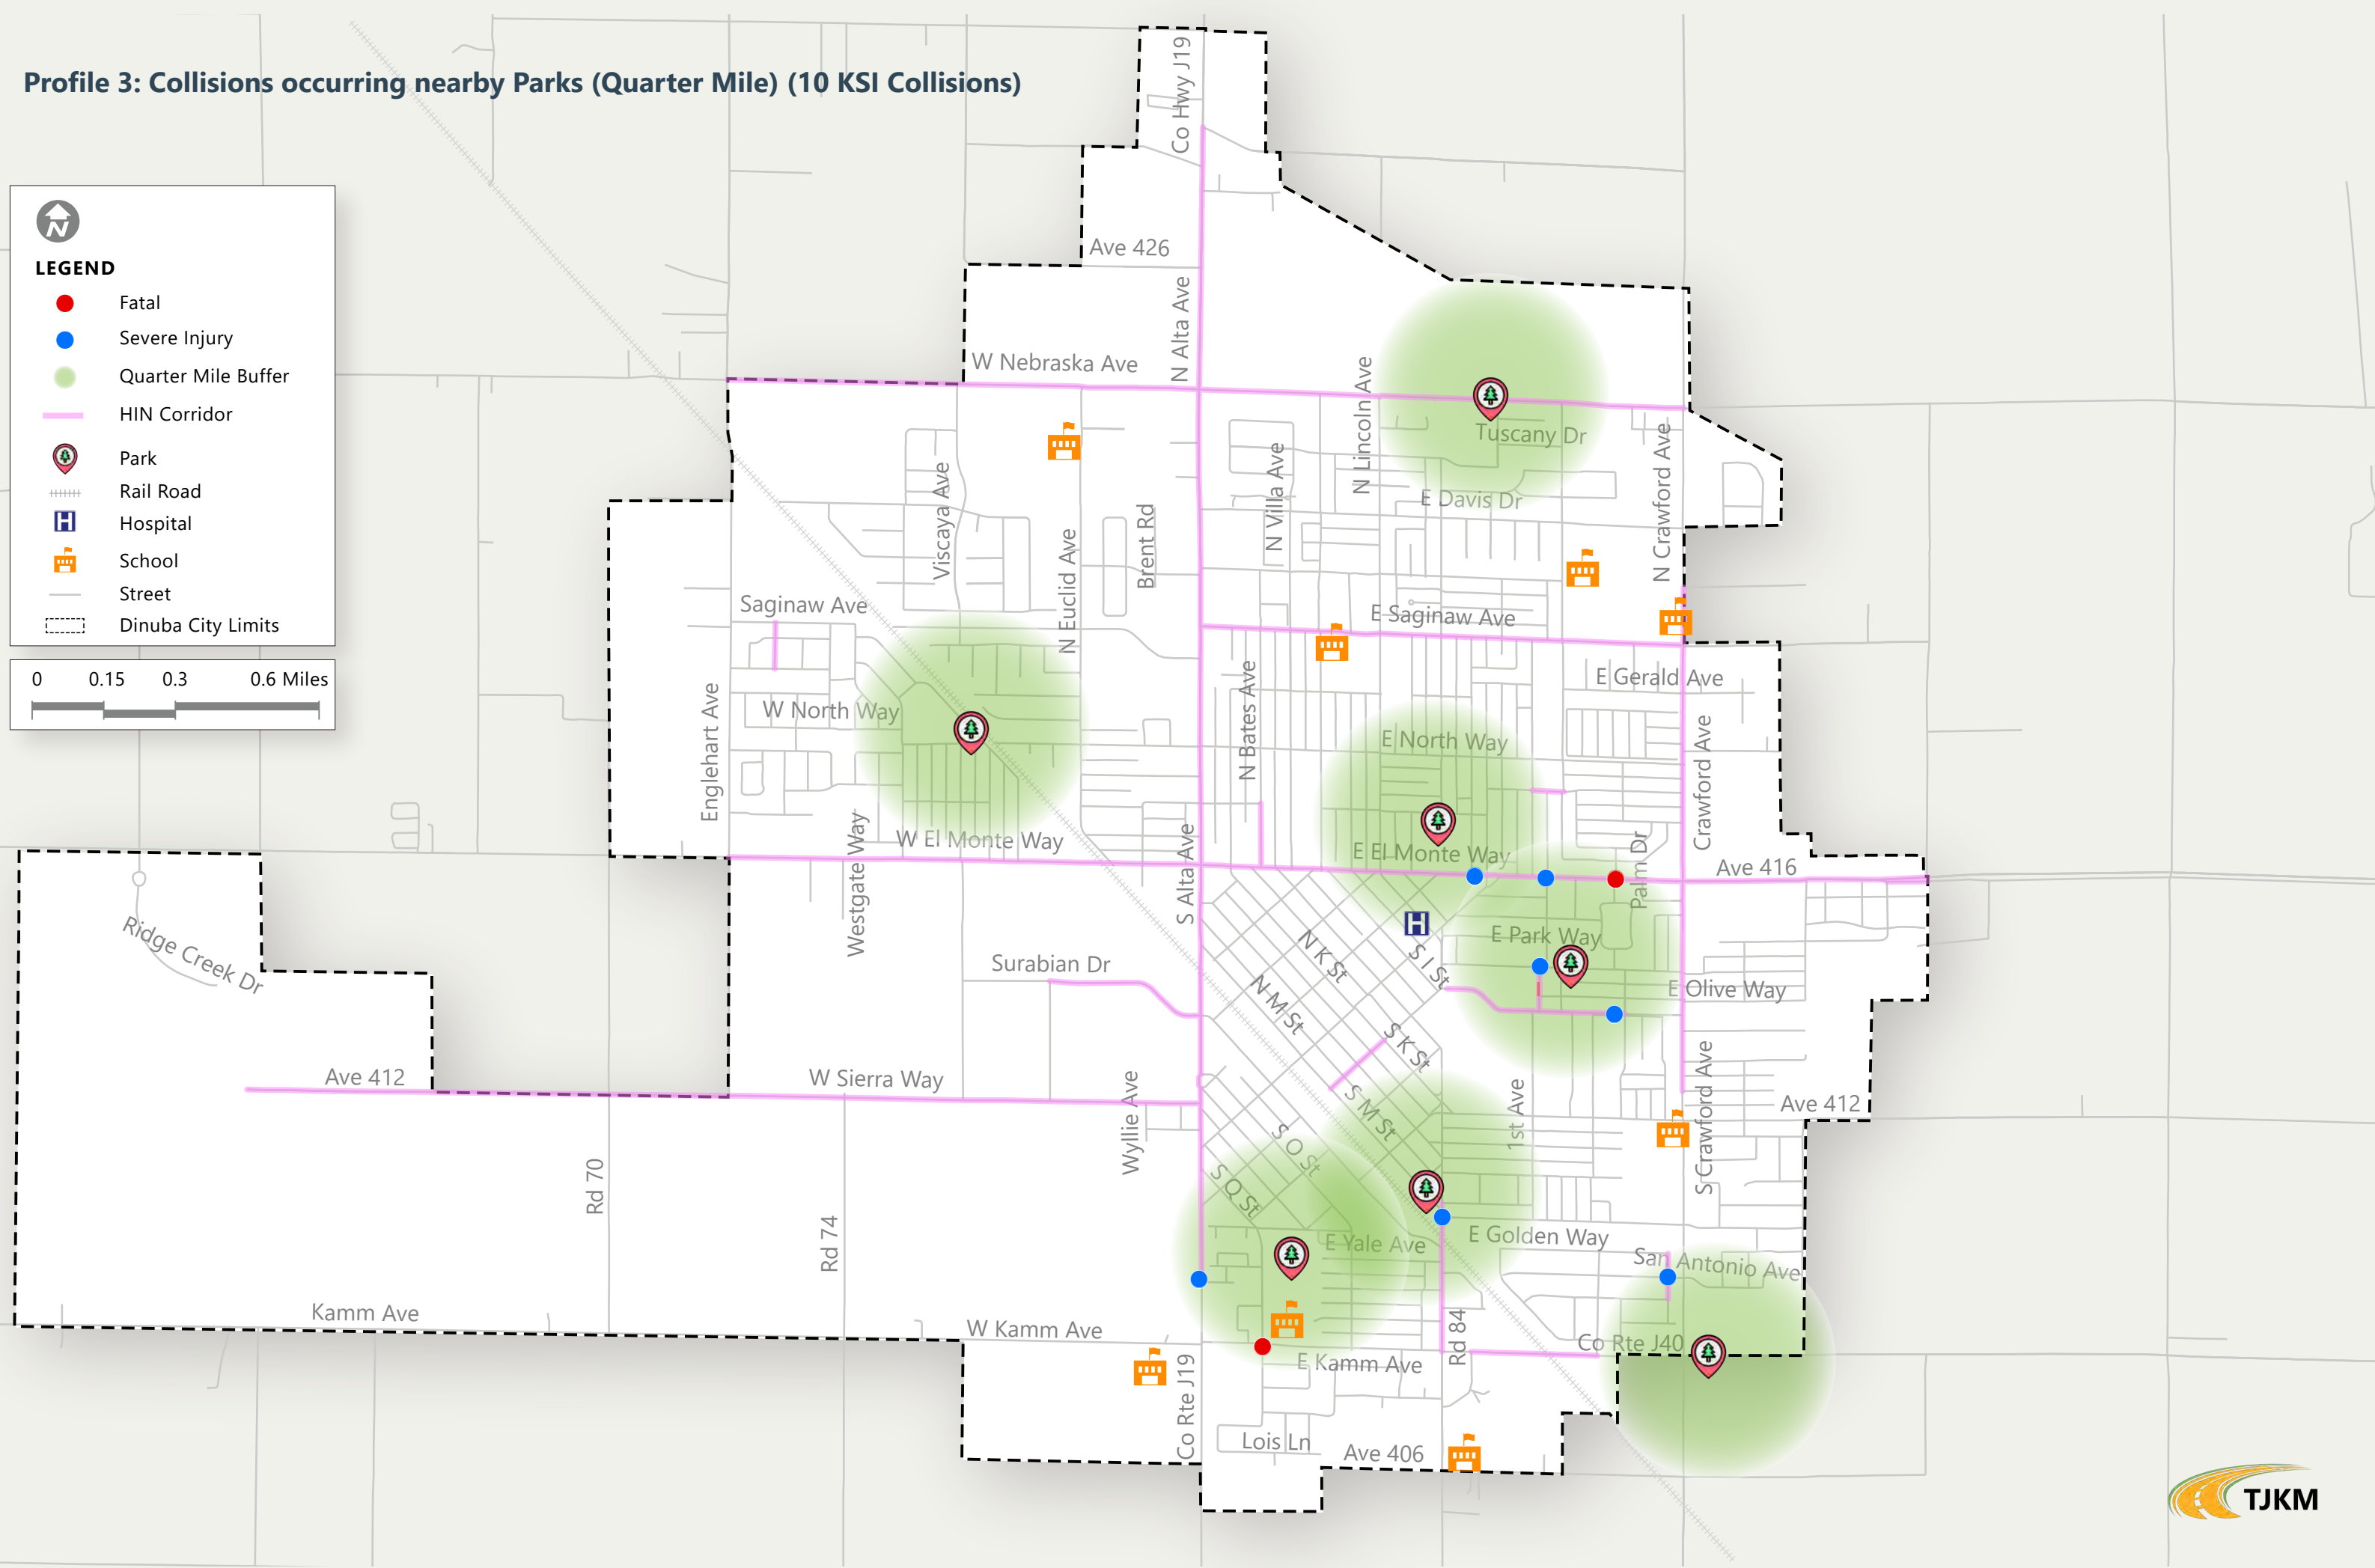 Profile 3: Collisions occurring nearby Parks (Quarter Mile) (10 KSI Collisions)
N
LEGEND
Fatal
Severe Injury
Quarter Mile Buffer
HIN Corridor
Park
Rail Road
H
Hospital
School
Street
Dinuba City Limits
0 0.15 0.3 0.6 Miles
Co Hwy J19
Ave 426
N Alta Ave
W Nebraska Ave
N Lincoln Ave
Tuscany Dr
N Crawford Ave
N Villa Ave
Viscaya Ave
E Davis Dr
Brent Rd
N Euclid Ave
Saginaw Ave
E Saginaw Ave
E Gerald Ave
Englehart Ave
W North Way
N Bates Ave
E North Way
Crawford Ave
W El Monte Way
Westgate Way
S Alta Ave
E El Monte Way
Palm Dr
Ave 416
Ridge Creek Dr
H
E Park Way
N K St
S I St
Surabian Dr
N M St
E Olive Way
S K St
Ave 412
W Sierra Way
Wyllie Ave
S M St
1st Ave
S Crawford Ave
Ave 412
S O St
S Q St
Rd 70
Rd 74
E Yale Ave
E Golden Way
San Antonio Ave
Kamm Ave
W Kamm Ave
E Kamm Ave
Rd 84
Co Rte J40
Co Rte J19
Lois Ln
Ave 406
TJKM